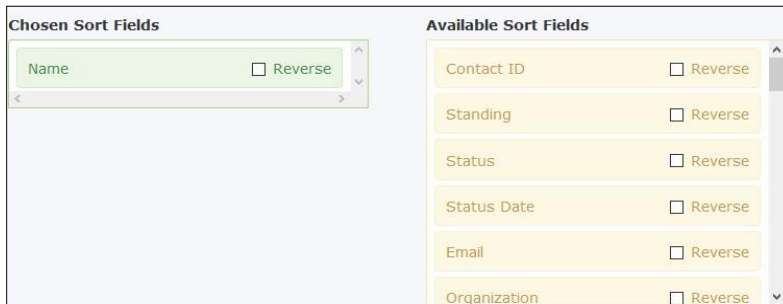 Chosen Sort Fields
Name Reverse
Available Sort Fields
Contact ID Reverse
Standing Reverse
Status Reverse
Status Date Reverse
Email Reverse
Organization Reverse